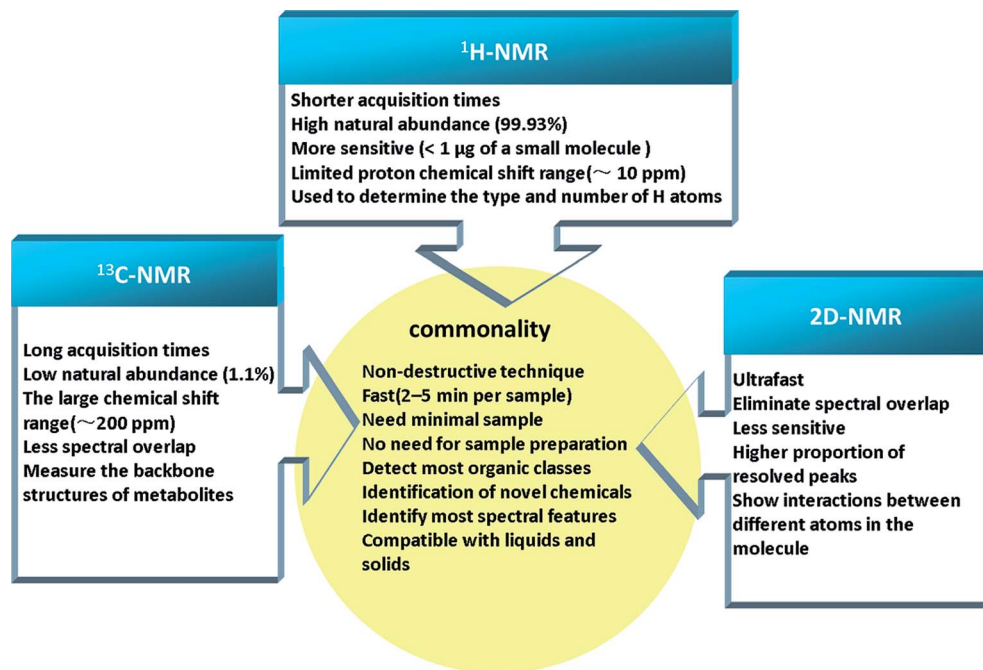 ¹H-NMR
Shorter acquisition times
High natural abundance (99.93%)
More sensitive (< 1 µg of a small molecule )
Limited proton chemical shift range(～ 10 ppm)
Used to determine the type and number of H atoms
¹³C-NMR
Long acquisition times
Low natural abundance (1.1%)
The large chemical shift
range(～200 ppm)
Less spectral overlap
Measure the backbone
structures of metabolites
commonality
Non-destructive technique
Fast(2–5 min per sample)
Need minimal sample
No need for sample preparation
Detect most organic classes
Identification of novel chemicals
Identify most spectral features
Compatible with liquids and
solids
2D-NMR
Ultrafast
Eliminate spectral overlap
Less sensitive
Higher proportion of
resolved peaks
Show interactions between
different atoms in the
molecule